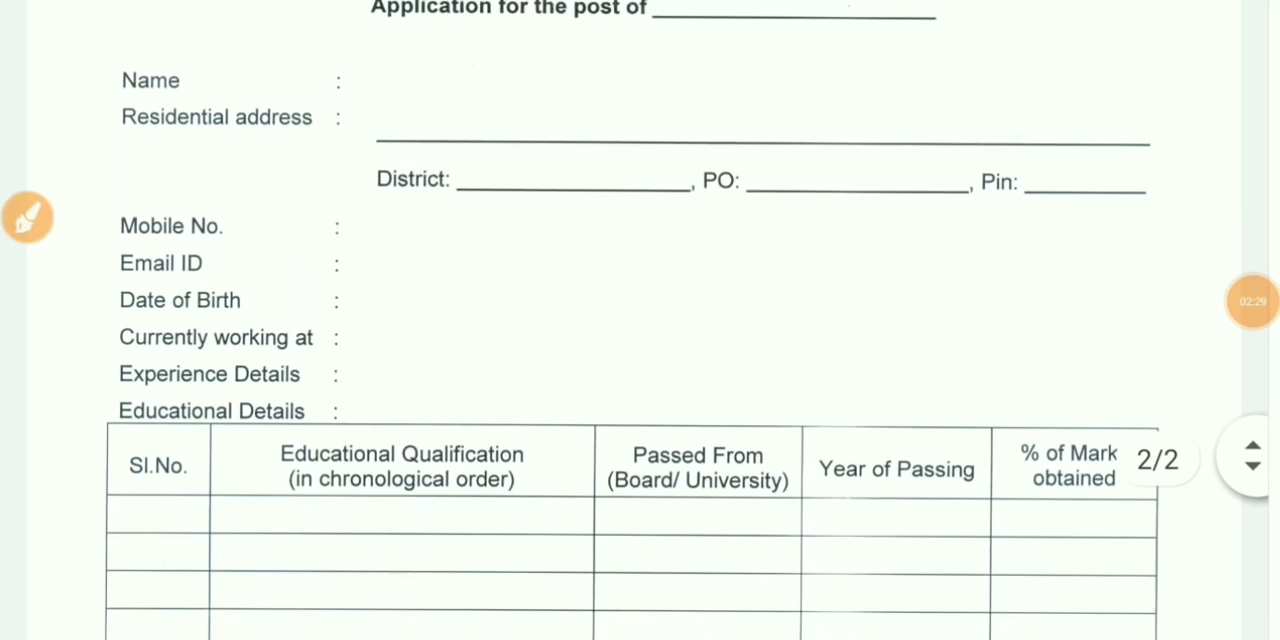 Application for the post of
Name :
Residential address :
District: , PO: , Pin:
Mobile No. :
Email ID :
Date of Birth :
Currently working at :
Experience Details :
Educational Details :
Sl.No. Educational Qualification (in chronological order) Passed From (Board/ University) Year of Passing % of Mark obtained
2/2
02:29